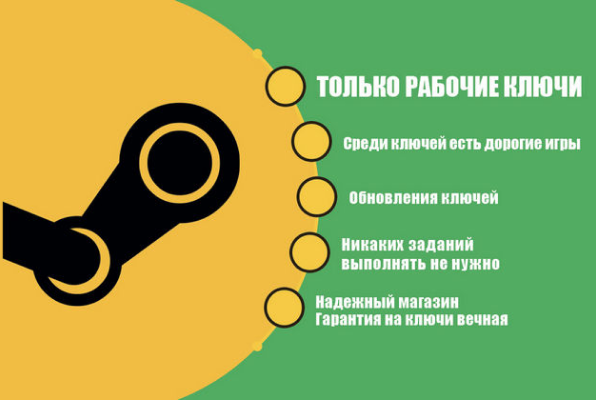 ТОЛЬКО РАБОЧИЕ КЛЮЧИ
Среди ключей есть дорогие игры
Обновления ключей
Никаких заданий
выполнять не нужно
Надежный магазин
Гарантия на ключи вечная